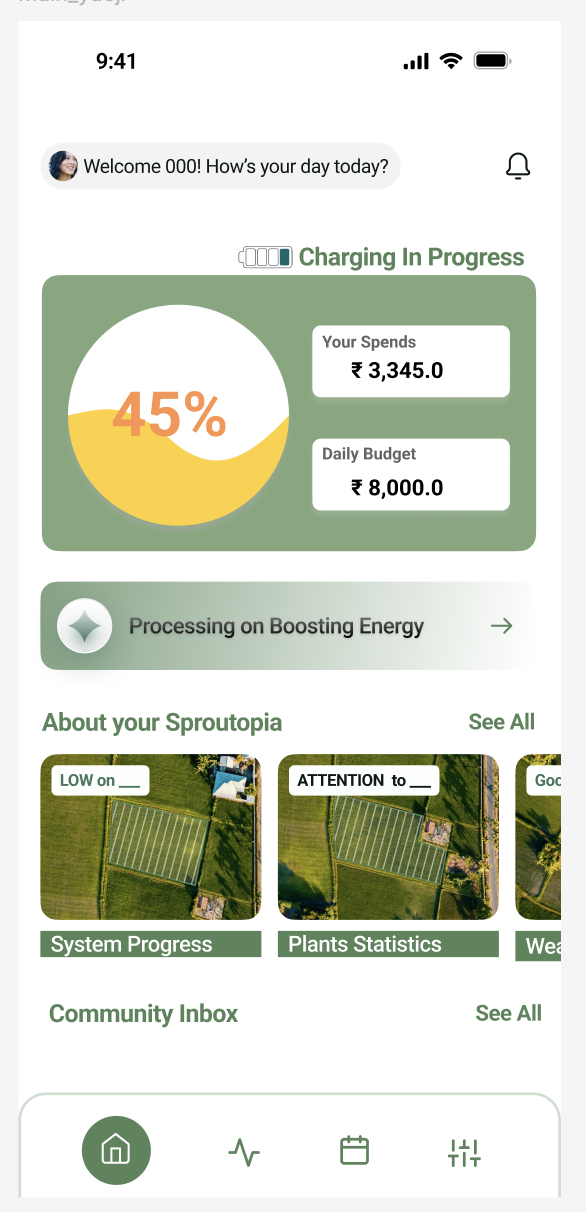 9:41
Welcome 000! How's your day today?
Charging In Progress
45%
Your Spends
₹ 3,345.0
Daily Budget
₹ 8,000.0
Processing on Boosting Energy
About your Sproutopia
See All
LOW on ___
ATTENTION to ___
System Progress
Plants Statistics
Community Inbox
See All